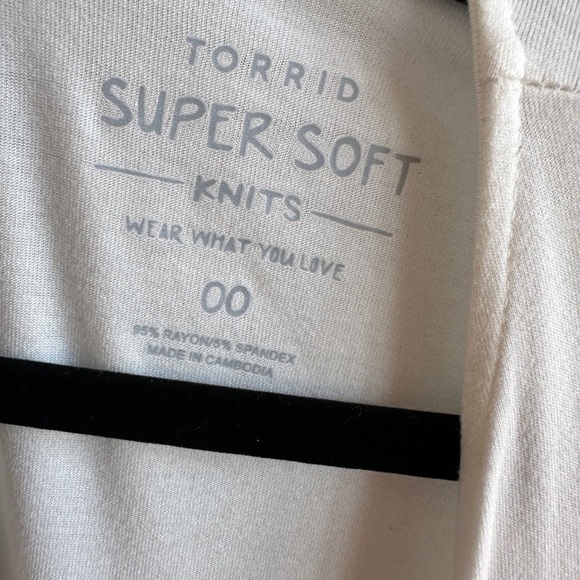 TORRID
SUPER SOFT
KNITS
WEAR WHAT YOU LOVE
00
95% RAYON/5% SPANDEX
MADE IN CAMBODIA